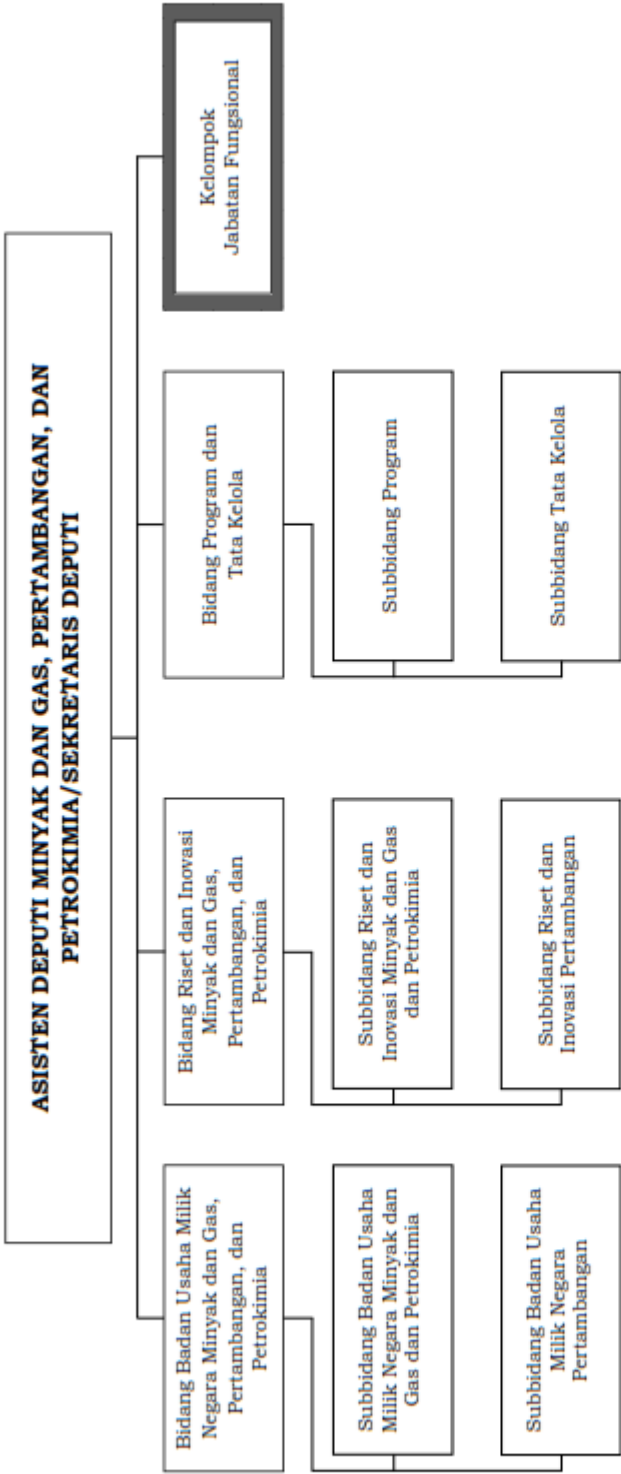 ASISTEN DEPUTI MINYAK DAN GAS, PERTAMBANGAN, DAN
PETROKIMIA/SEKRETARIS DEPUTI
Bidang Badan Usaha Milik
Negara Minyak dan Gas,
Pertambangan, dan
Petrokimia
Bidang Riset dan Inovasi
Minyak dan Gas,
Pertambangan, dan
Petrokimia
Bidang Program dan
Tata Kelola
Kelompok
Jabatan Fungsional
Subbidang Badan Usaha
Milik Negara Minyak dan
Gas dan Petrokimia
Subbidang Riset dan
Inovasi Minyak dan Gas
dan Petrokimia
Subbidang Program
Subbidang Badan Usaha
Milik Negara
Pertambangan
Subbidang Riset dan
Inovasi Pertambangan
Subbidang Tata Kelola